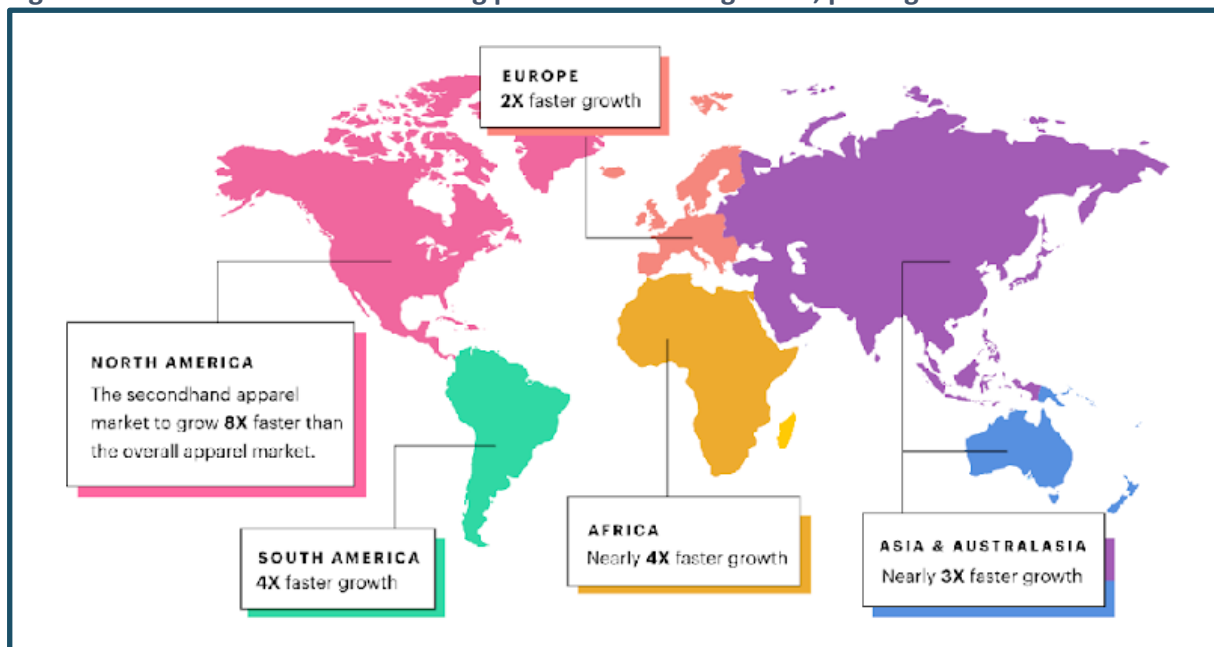 EUROPE
2X faster growth
NORTH AMERICA
The secondhand apparel
market to grow 8X faster than
the overall apparel market.
SOUTH AMERICA
4X faster growth
AFRICA
Nearly 4X faster growth
ASIA & AUSTRALASIA
Nearly 3X faster growth